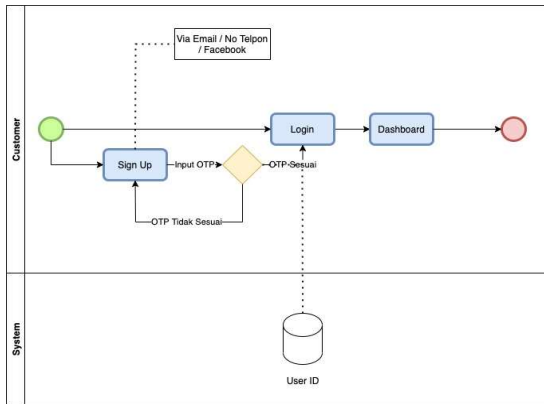 Via Email / No Telpon
/ Facebook
Customer
Login
Dashboard
Sign Up
Input OTP
OTP Sesuai
OTP Tidak Sesuai
System
User ID